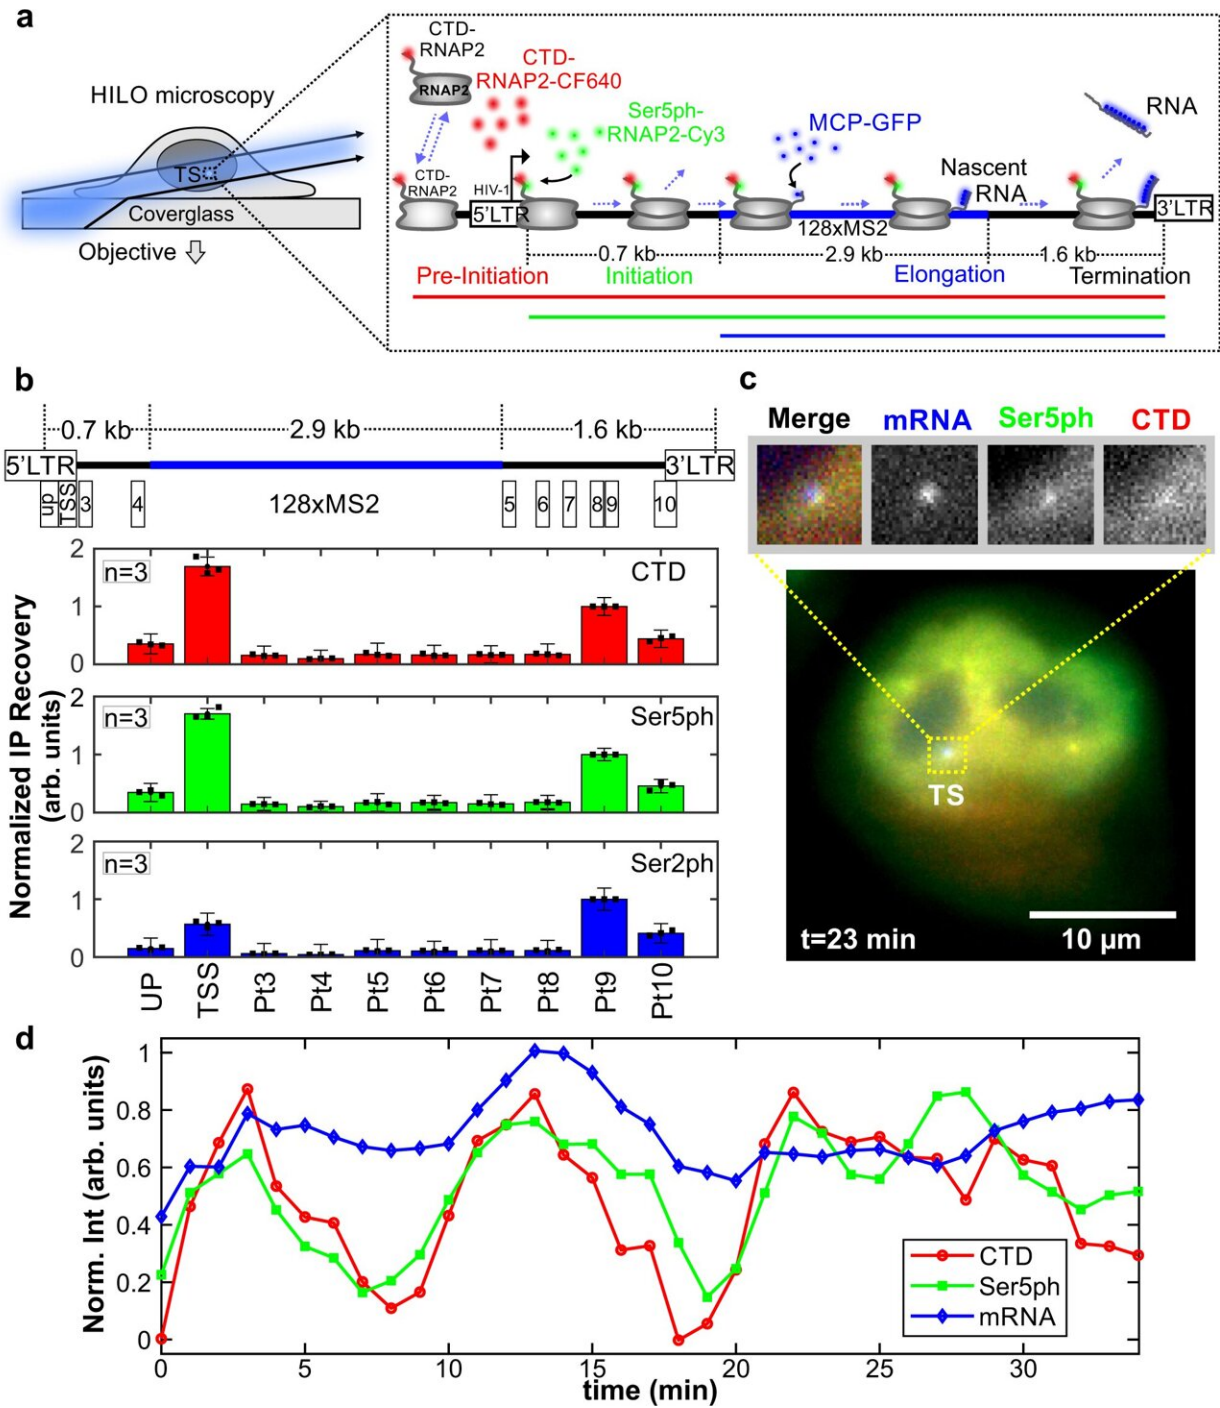 a
HILO microscopy
TS
Coverglass
Objective
CTD-
RNAP2
RNAP2
CTD-
RNAP2-CF640
CTD-
RNAP2
Ser5ph-
RNAP2-Cy3
MCP-GFP
RNA
Nascent
RNA
HIV-1
5'LTR
128xMS2
3'LTR
0.7 kb
2.9 kb
1.6 kb
Pre-Initiation
Initiation
Elongation
Termination
b
0.7 kb
2.9 kb
1.6 kb
5'LTR
3'LTR
up
TSS
3
4
128xMS2
5
6
7
8
9
10
Normalized IP Recovery
(arb. units)
2
1
0
n=3
CTD
2
1
0
n=3
Ser5ph
2
1
0
n=3
Ser2ph
UP
TSS
Pt3
Pt4
Pt5
Pt6
Pt7
Pt8
Pt9
Pt10
c
Merge
mRNA
Ser5ph
CTD
TS
t=23 min
10 µm
d
Norm. Int (arb. units)
1
0.8
0.6
0.4
0.2
0
CTD
Ser5ph
mRNA
0
5
10
15
20
25
30
time (min)